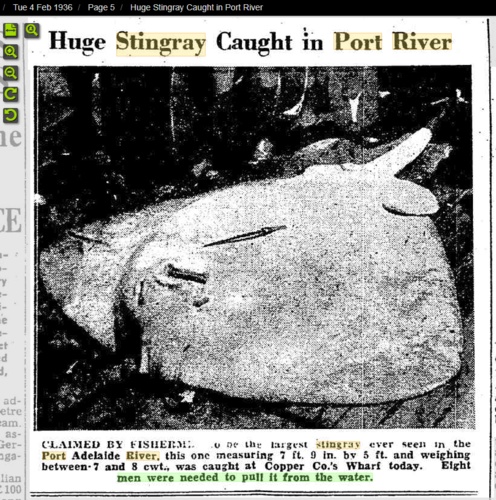 Tue 4 Feb 1936 / Page 5 / Huge Stingray Caught in Port River
Huge Stingray Caught in Port River
CLAIMED BY to be the largest stingray ever seen in the
Port Adelaide River, this one measuring 7 ft. 9 in. by 5 ft. and weighing
between 7 and 8 cwt., was caught at Copper Co.'s Wharf today. Eight
men were needed to pull it from the water.